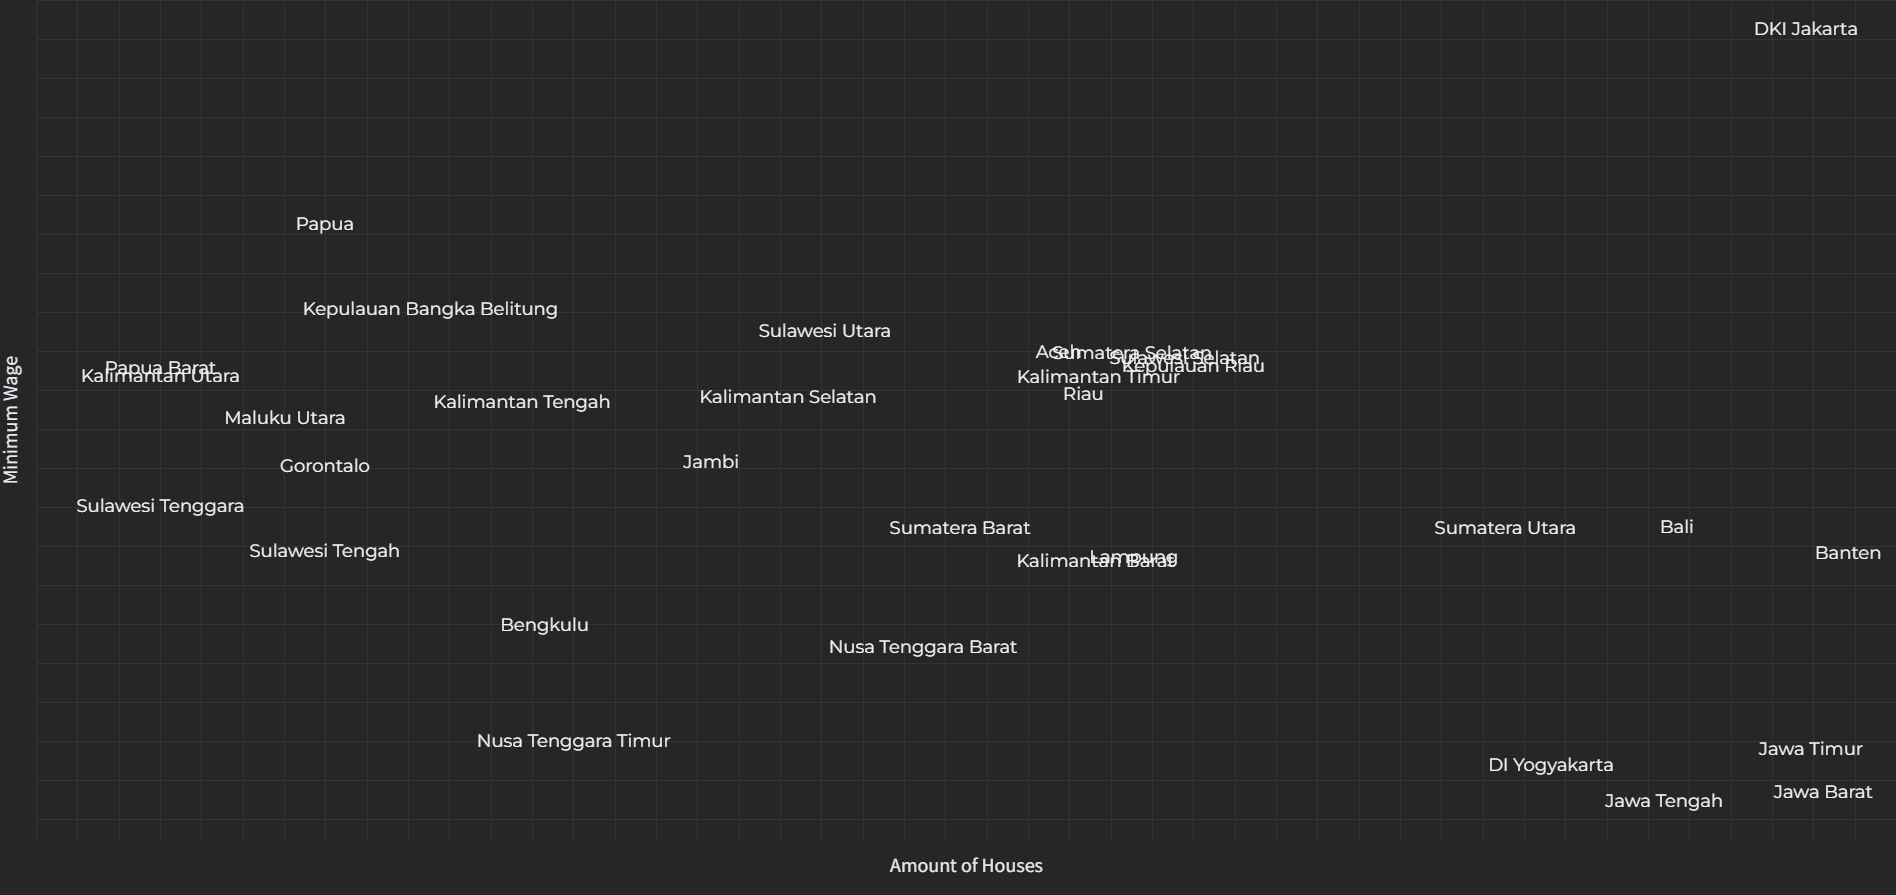 DKI Jakarta
Papua
Kepulauan Bangka Belitung
Sulawesi Utara
Aceh
Sumatera Selatan
Sulawesi Selatan
Kepulauan Riau
Papua Barat
Kalimantan Utara
Kalimantan Timur
Riau
Kalimantan Selatan
Kalimantan Tengah
Maluku Utara
Minimum Wage
Jambi
Gorontalo
Sulawesi Tenggara
Sumatera Barat
Sumatera Utara
Bali
Sulawesi Tengah
Banten
Lampung
Kalimantan Barat
Bengkulu
Nusa Tenggara Barat
Nusa Tenggara Timur
Jawa Timur
DI Yogyakarta
Jawa Barat
Jawa Tengah
Amount of Houses